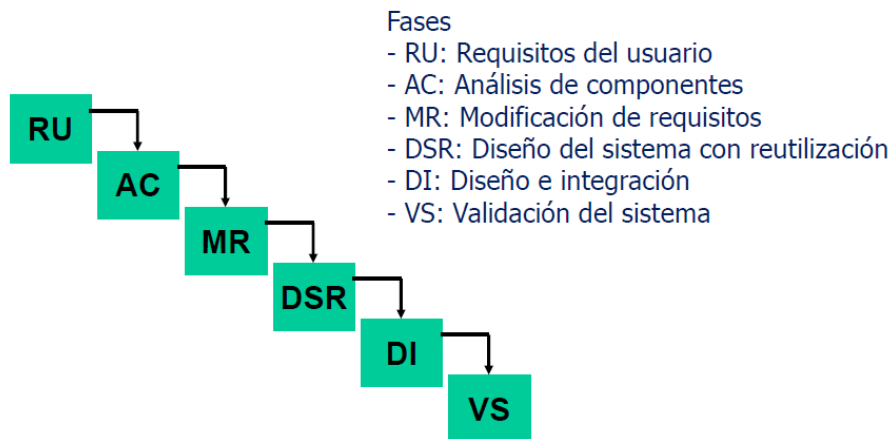 Fases
- RU: Requisitos del usuario
- AC: Análisis de componentes
- MR: Modificación de requisitos
- DSR: Diseño del sistema con reutilización
- DI: Diseño e integración
- VS: Validación del sistema
RU
AC
MR
DSR
DI
VS